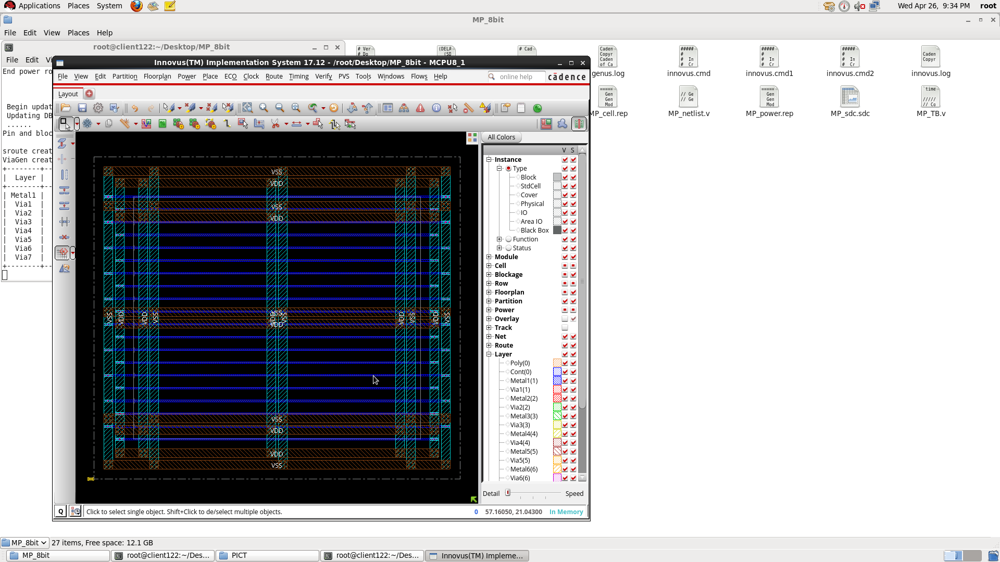 Applications Places System
Wed Apr 26, 9:34 PM root
MP_8bit
File Edit View Places Help
root@client122:~/Desktop/MP_8bit
File Edit Vi
End power ro
Begin updat
Updating DB
......
Pin and bloc
sroute creat
ViaGen creat
+--------+--
| Layer |
+--------+--
| Metal1 |
| Via1 |
| Via2 |
| Via3 |
| Via4 |
| Via5 |
| Via6 |
| Via7 |
+--------+--
Innovus(TM) Implementation System 17.12 - /root/Desktop/MP_8bit - MCPU8_1
File View Edit Partition Floorplan Power Place ECO Clock Route Timing Verify PVS Tools Windows Flows Help
online help
cādence
Layout
All Colors
V S
Instance
Type
Block
StdCell
Cover
Physical
IO
Area IO
Black Box
Function
Status
Module
Cell
Blockage
Row
Floorplan
Partition
Power
Overlay
Track
Net
Route
Layer
Poly(0)
Cont(0)
Metal1(1)
Via1(1)
Metal2(2)
Via2(2)
Metal3(3)
Via3(3)
Metal4(4)
Via4(4)
Metal5(5)
Via5(5)
Metal6(6)
Via6(6)
Detail Speed
VSS
VDD
VSS
VDD
VSS VDD VDD VSS VSS VDD VSS VDD VDD VSS VDD VSS
VSS
VDD
VDD
VSS
Q
Click to select single object. Shift+Click to de/select multiple objects.
0 57.16050, 21.04300 In Memory
# Ver
Do
(DELA
(SD
# Cad
Caden
Copyr
Caden
of Ca
#####
#
# In
# Cr
#####
#
# In
# Cr
#####
#
# In
# Cr
Caden
Copyr
genus.log innovus.cmd innovus.cmd1 innovus.cmd2 innovus.log
=====
Gen
Gen
Mod
// Ge
// Ge
=====
Gen
Gen
Mod
`time
/////
// Co
MP_cell.rep MP_netlist.v MP_power.rep MP_sdc.sdc MP_TB.v
MP_8bit 27 items, Free space: 12.1 GB
MP_8bit root@client122:~/Des... PICT root@client122:~/Des... Innovus(TM) Impleme...